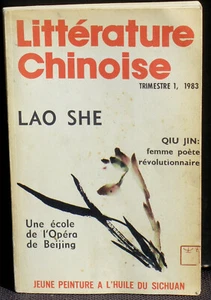 Littérature
Chinoise
TRIMESTRE 1, 1983
LAO SHE
QIU JIN:
femme poète
révolutionnaire
Une école
de l'Opéra
de Beijing
JEUNE PEINTURE A L'HUILE DU SICHUAN